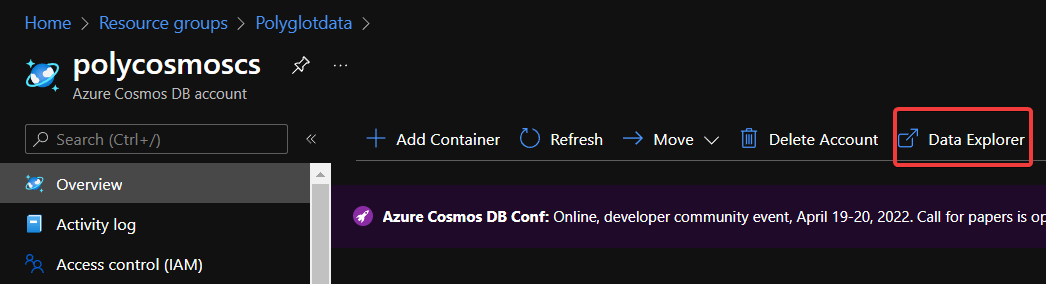 Home > Resource groups > Polyglotdata >
polycosmoscs
...
Azure Cosmos DB account
Search (Ctrl+/)
«
Add Container
Refresh
Move
Delete Account
Data Explorer
Overview
Activity log
Access control (IAM)
Azure Cosmos DB Conf: Online, developer community event, April 19-20, 2022. Call for papers is op